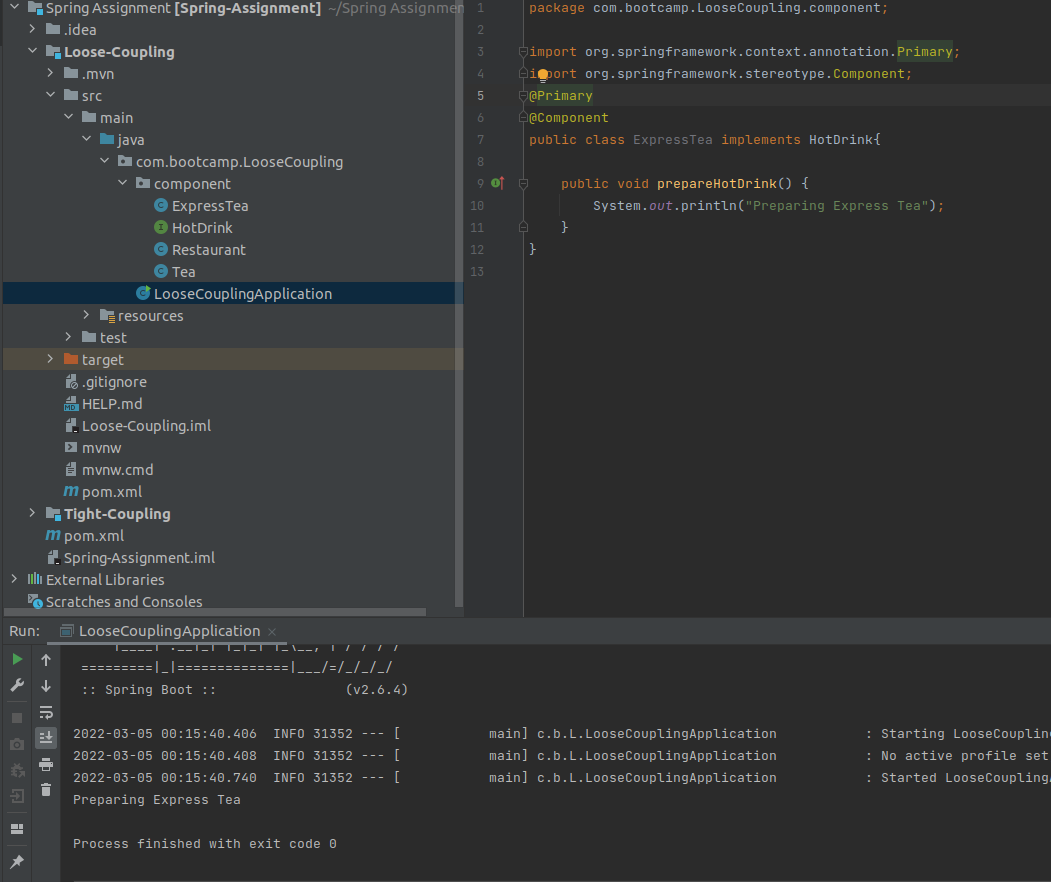 Spring Assignment [Spring-Assignment] ~/Spring Assignmen
.idea
Loose-Coupling
.mvn
src
main
java
com.bootcamp.LooseCoupling
component
ExpressTea
HotDrink
Restaurant
Tea
LooseCouplingApplication
resources
test
target
.gitignore
HELP.md
Loose-Coupling.iml
mvnw
mvnw.cmd
pom.xml
Tight-Coupling
pom.xml
Spring-Assignment.iml
External Libraries
Scratches and Consoles
1 package com.bootcamp.LooseCoupling.component;
2
3 import org.springframework.context.annotation.Primary;
4 import org.springframework.stereotype.Component;
5 @Primary
6 @Component
7 public class ExpressTea implements HotDrink{
8
9 public void prepareHotDrink() {
10 System.out.println("Preparing Express Tea");
11 }
12 }
13
Run: LooseCouplingApplication
=========|_|==============|___/=/_/_/_/
:: Spring Boot :: (v2.6.4)
2022-03-05 00:15:40.406 INFO 31352 --- [ main] c.b.L.LooseCouplingApplication : Starting LooseCouplin
2022-03-05 00:15:40.408 INFO 31352 --- [ main] c.b.L.LooseCouplingApplication : No active profile set
2022-03-05 00:15:40.740 INFO 31352 --- [ main] c.b.L.LooseCouplingApplication : Started LooseCoupling
Preparing Express Tea
Process finished with exit code 0